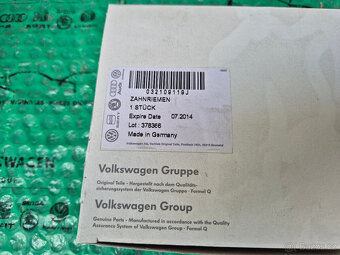 032109119J
ZAHNRIEMEN
1 STÜCK
Expire Date 07.2014
Lot : 378366
Made in Germany
Volkswagen Gruppe
Original Teile - Hergestellt nach dem Qualitäts-
sicherungssystem der Volkswagen Gruppe - Formel Q
Volkswagen Group
Genuine Parts - Manufactured in accordance with the Quality
Assurance System of Volkswagen Group - Formel Q